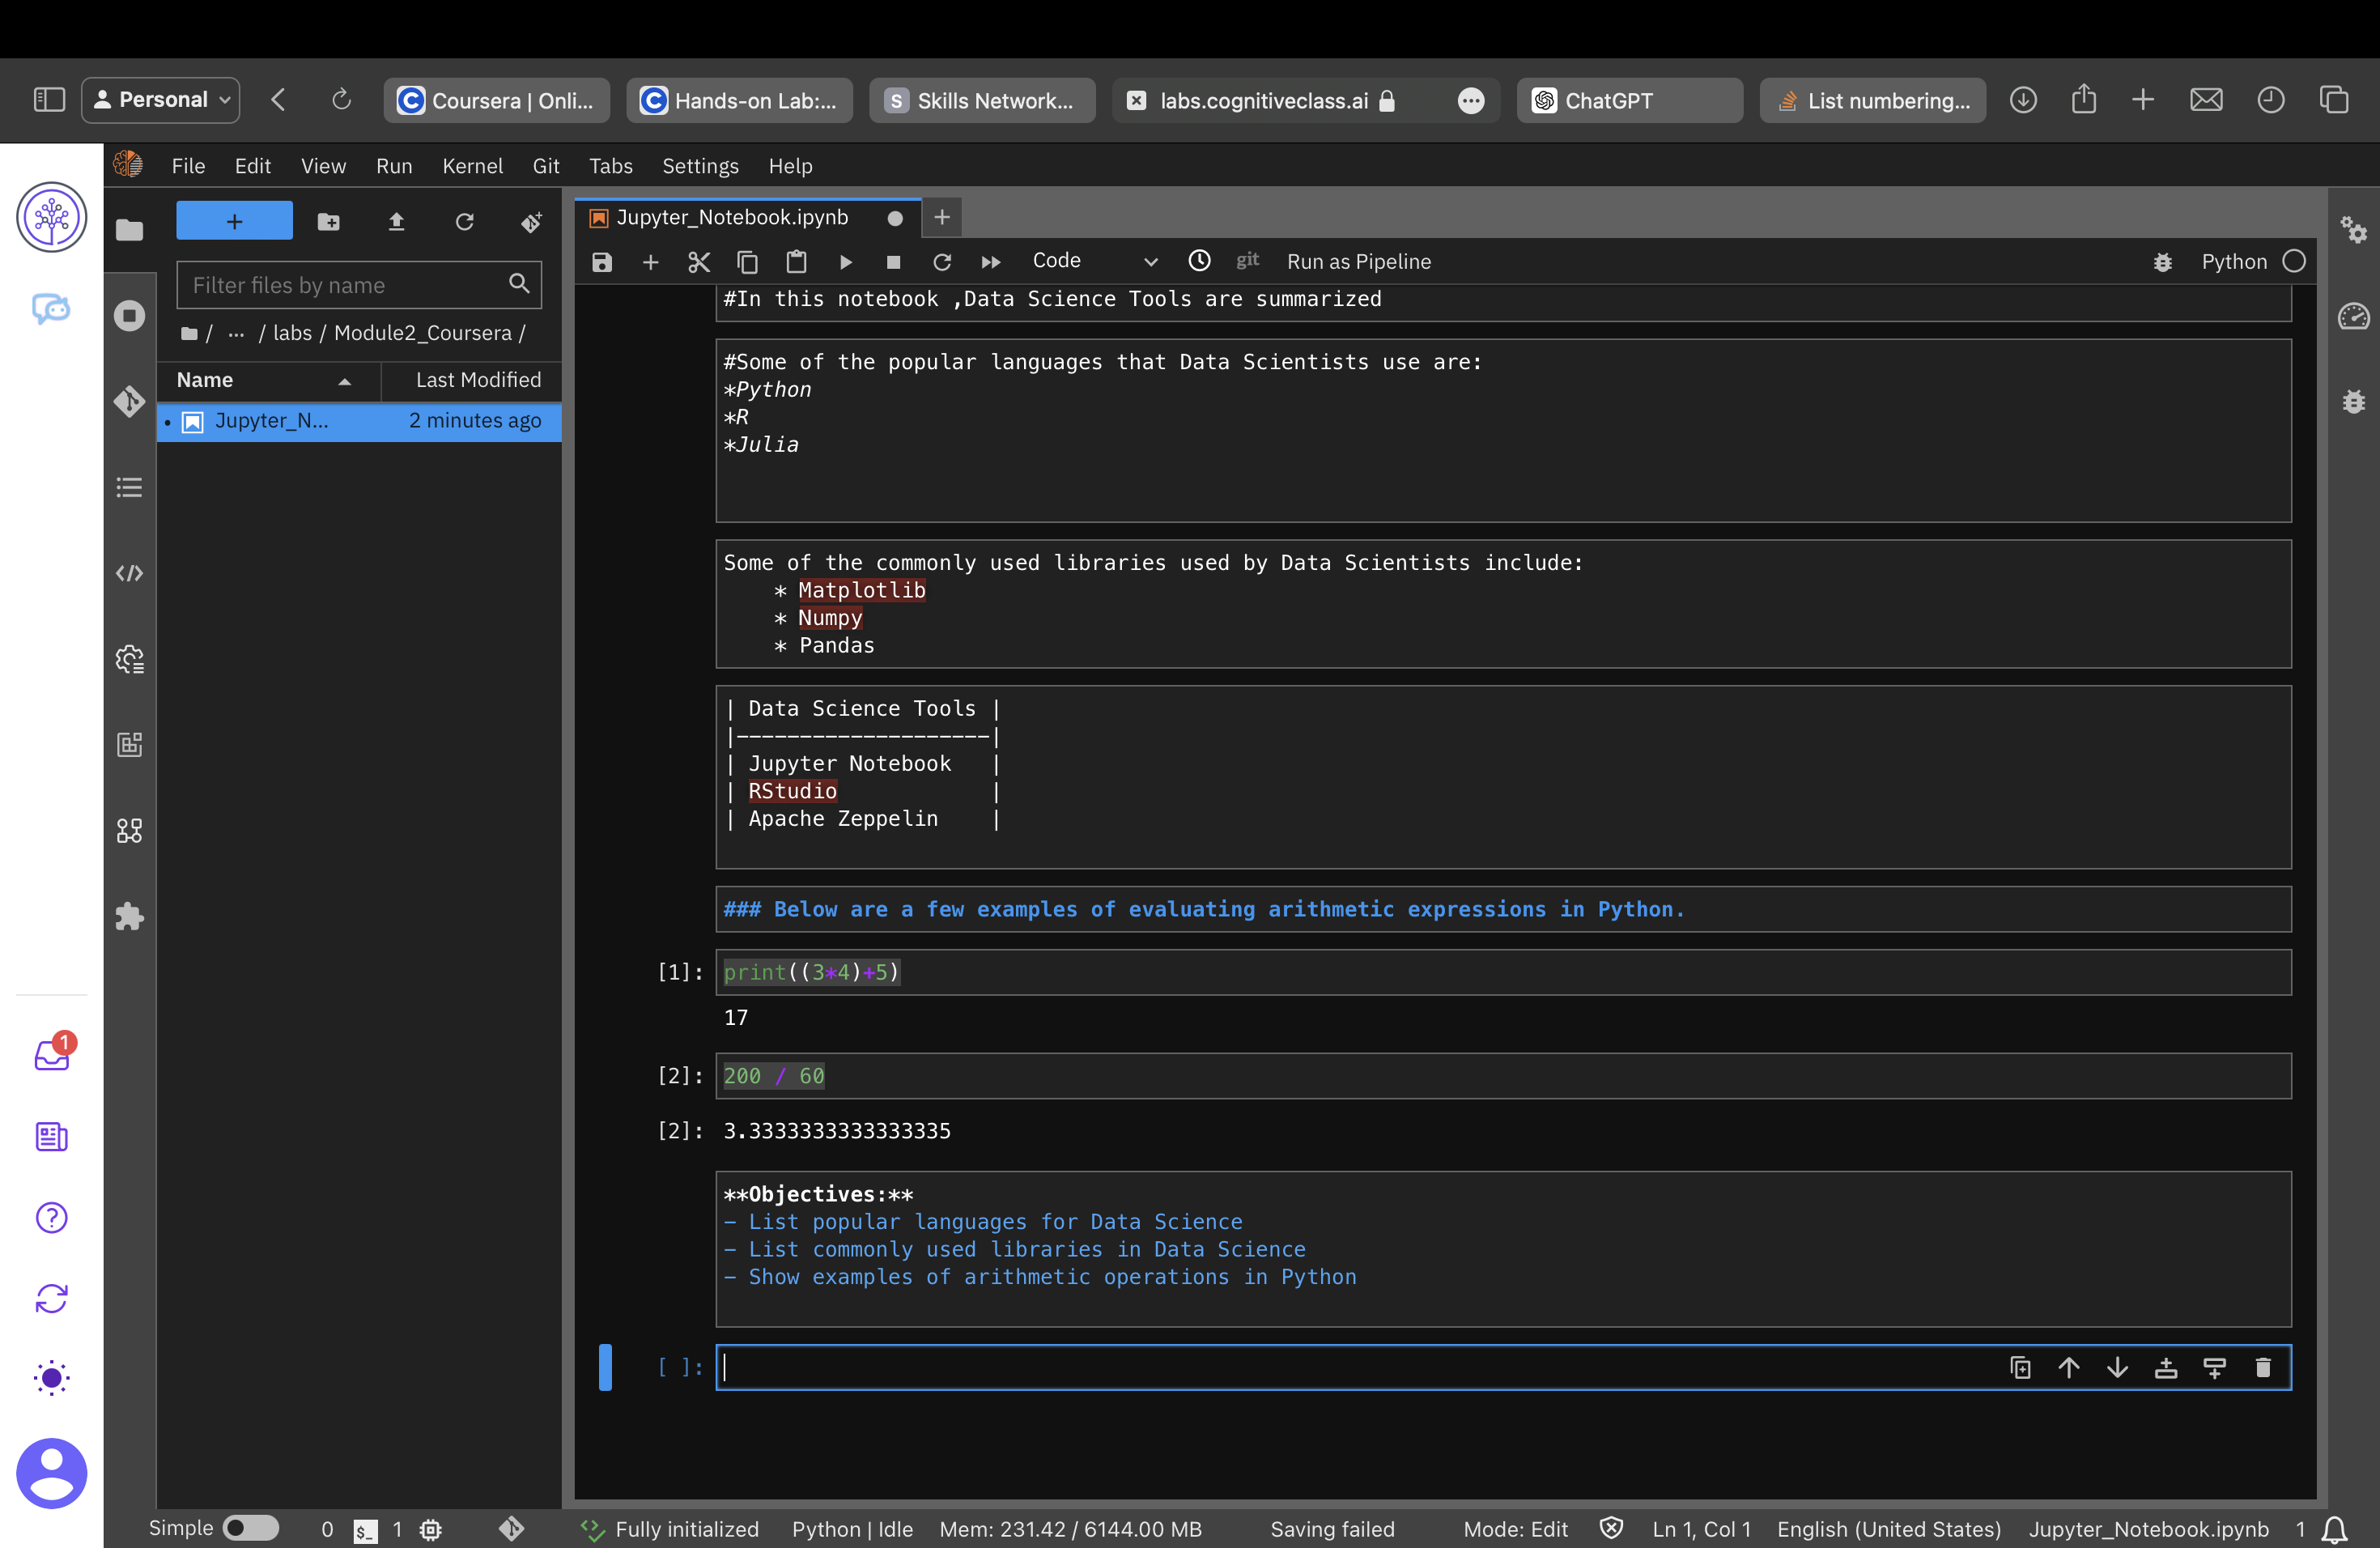 Personal
Coursera | Onli...
Hands-on Lab:...
S Skills Network...
labs.cognitiveclass.ai
ChatGPT
List numbering...
File Edit View Run Kernel Git Tabs Settings Help
Jupyter_Notebook.ipynb
Code
git
Run as Pipeline
Python
Filter files by name
/ ... / labs / Module2_Coursera /
Name Last Modified
Jupyter_N... 2 minutes ago
#In this notebook ,Data Science Tools are summarized
#Some of the popular languages that Data Scientists use are:
*Python
*R
*Julia
Some of the commonly used libraries used by Data Scientists include:
* Matplotlib
* Numpy
* Pandas
| Data Science Tools |
|--------------------|
| Jupyter Notebook |
| RStudio |
| Apache Zeppelin |
### Below are a few examples of evaluating arithmetic expressions in Python.
[1]: print((3*4)+5)
17
[2]: 200 / 60
[2]: 3.3333333333333335
**Objectives:**
- List popular languages for Data Science
- List commonly used libraries in Data Science
- Show examples of arithmetic operations in Python
[ ]:
1
Simple 0 $_ 1 Fully initialized Python | Idle Mem: 231.42 / 6144.00 MB Saving failed Mode: Edit Ln 1, Col 1 English (United States) Jupyter_Notebook.ipynb 1